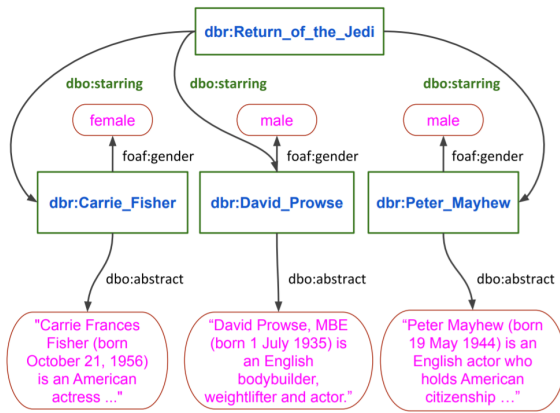 dbr:Return_of_the_Jedi
dbo:starring
dbo:starring
dbo:starring
female
male
male
foaf:gender
foaf:gender
foaf:gender
dbr:Carrie_Fisher
dbr:David_Prowse
dbr:Peter_Mayhew
dbo:abstract
dbo:abstract
dbo:abstract
"Carrie Frances
Fisher (born
October 21, 1956)
is an American
actress ..."
“David Prowse, MBE
(born 1 July 1935) is
an English
bodybuilder,
weightlifter and actor.”
“Peter Mayhew (born
19 May 1944) is an
English actor who
holds American
citizenship …”